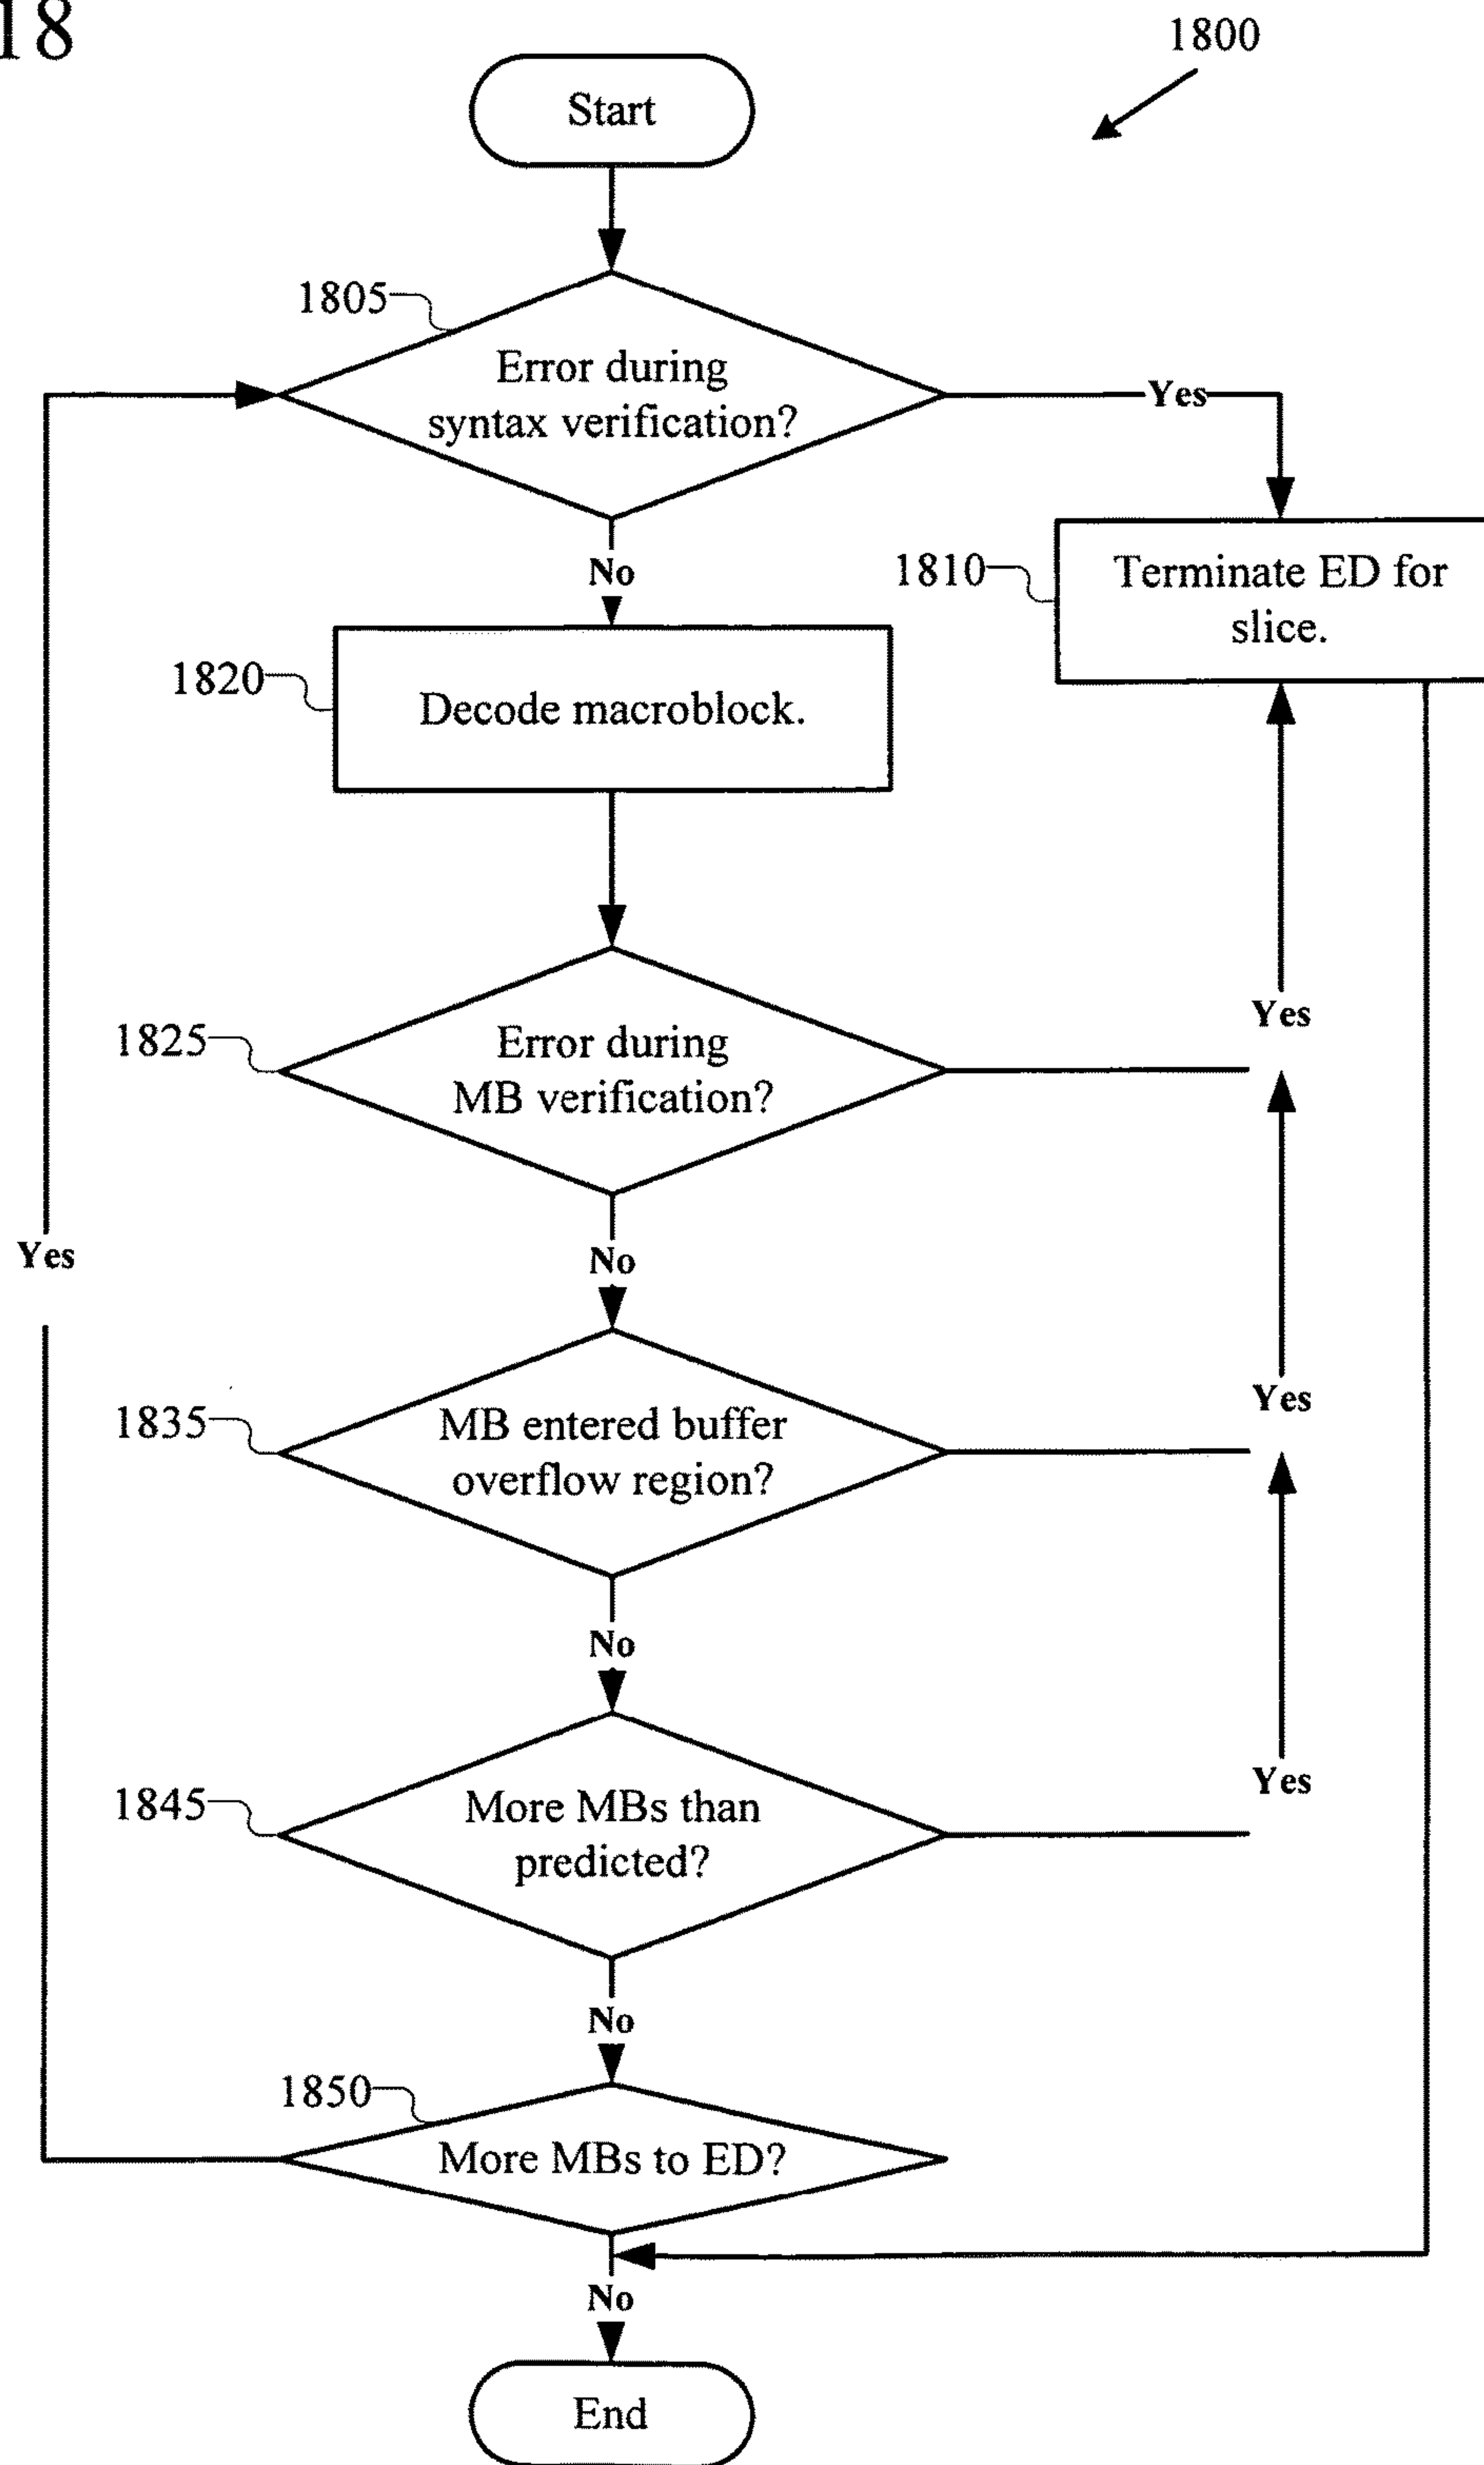 18
1800
Start
1805
Error during
syntax verification?
Yes
No
1810
Terminate ED for
slice.
1820
Decode macroblock.
Yes
1825
Error during
MB verification?
Yes
No
Yes
1835
MB entered buffer
overflow region?
No
Yes
1845
More MBs than
predicted?
No
1850
More MBs to ED?
No
End